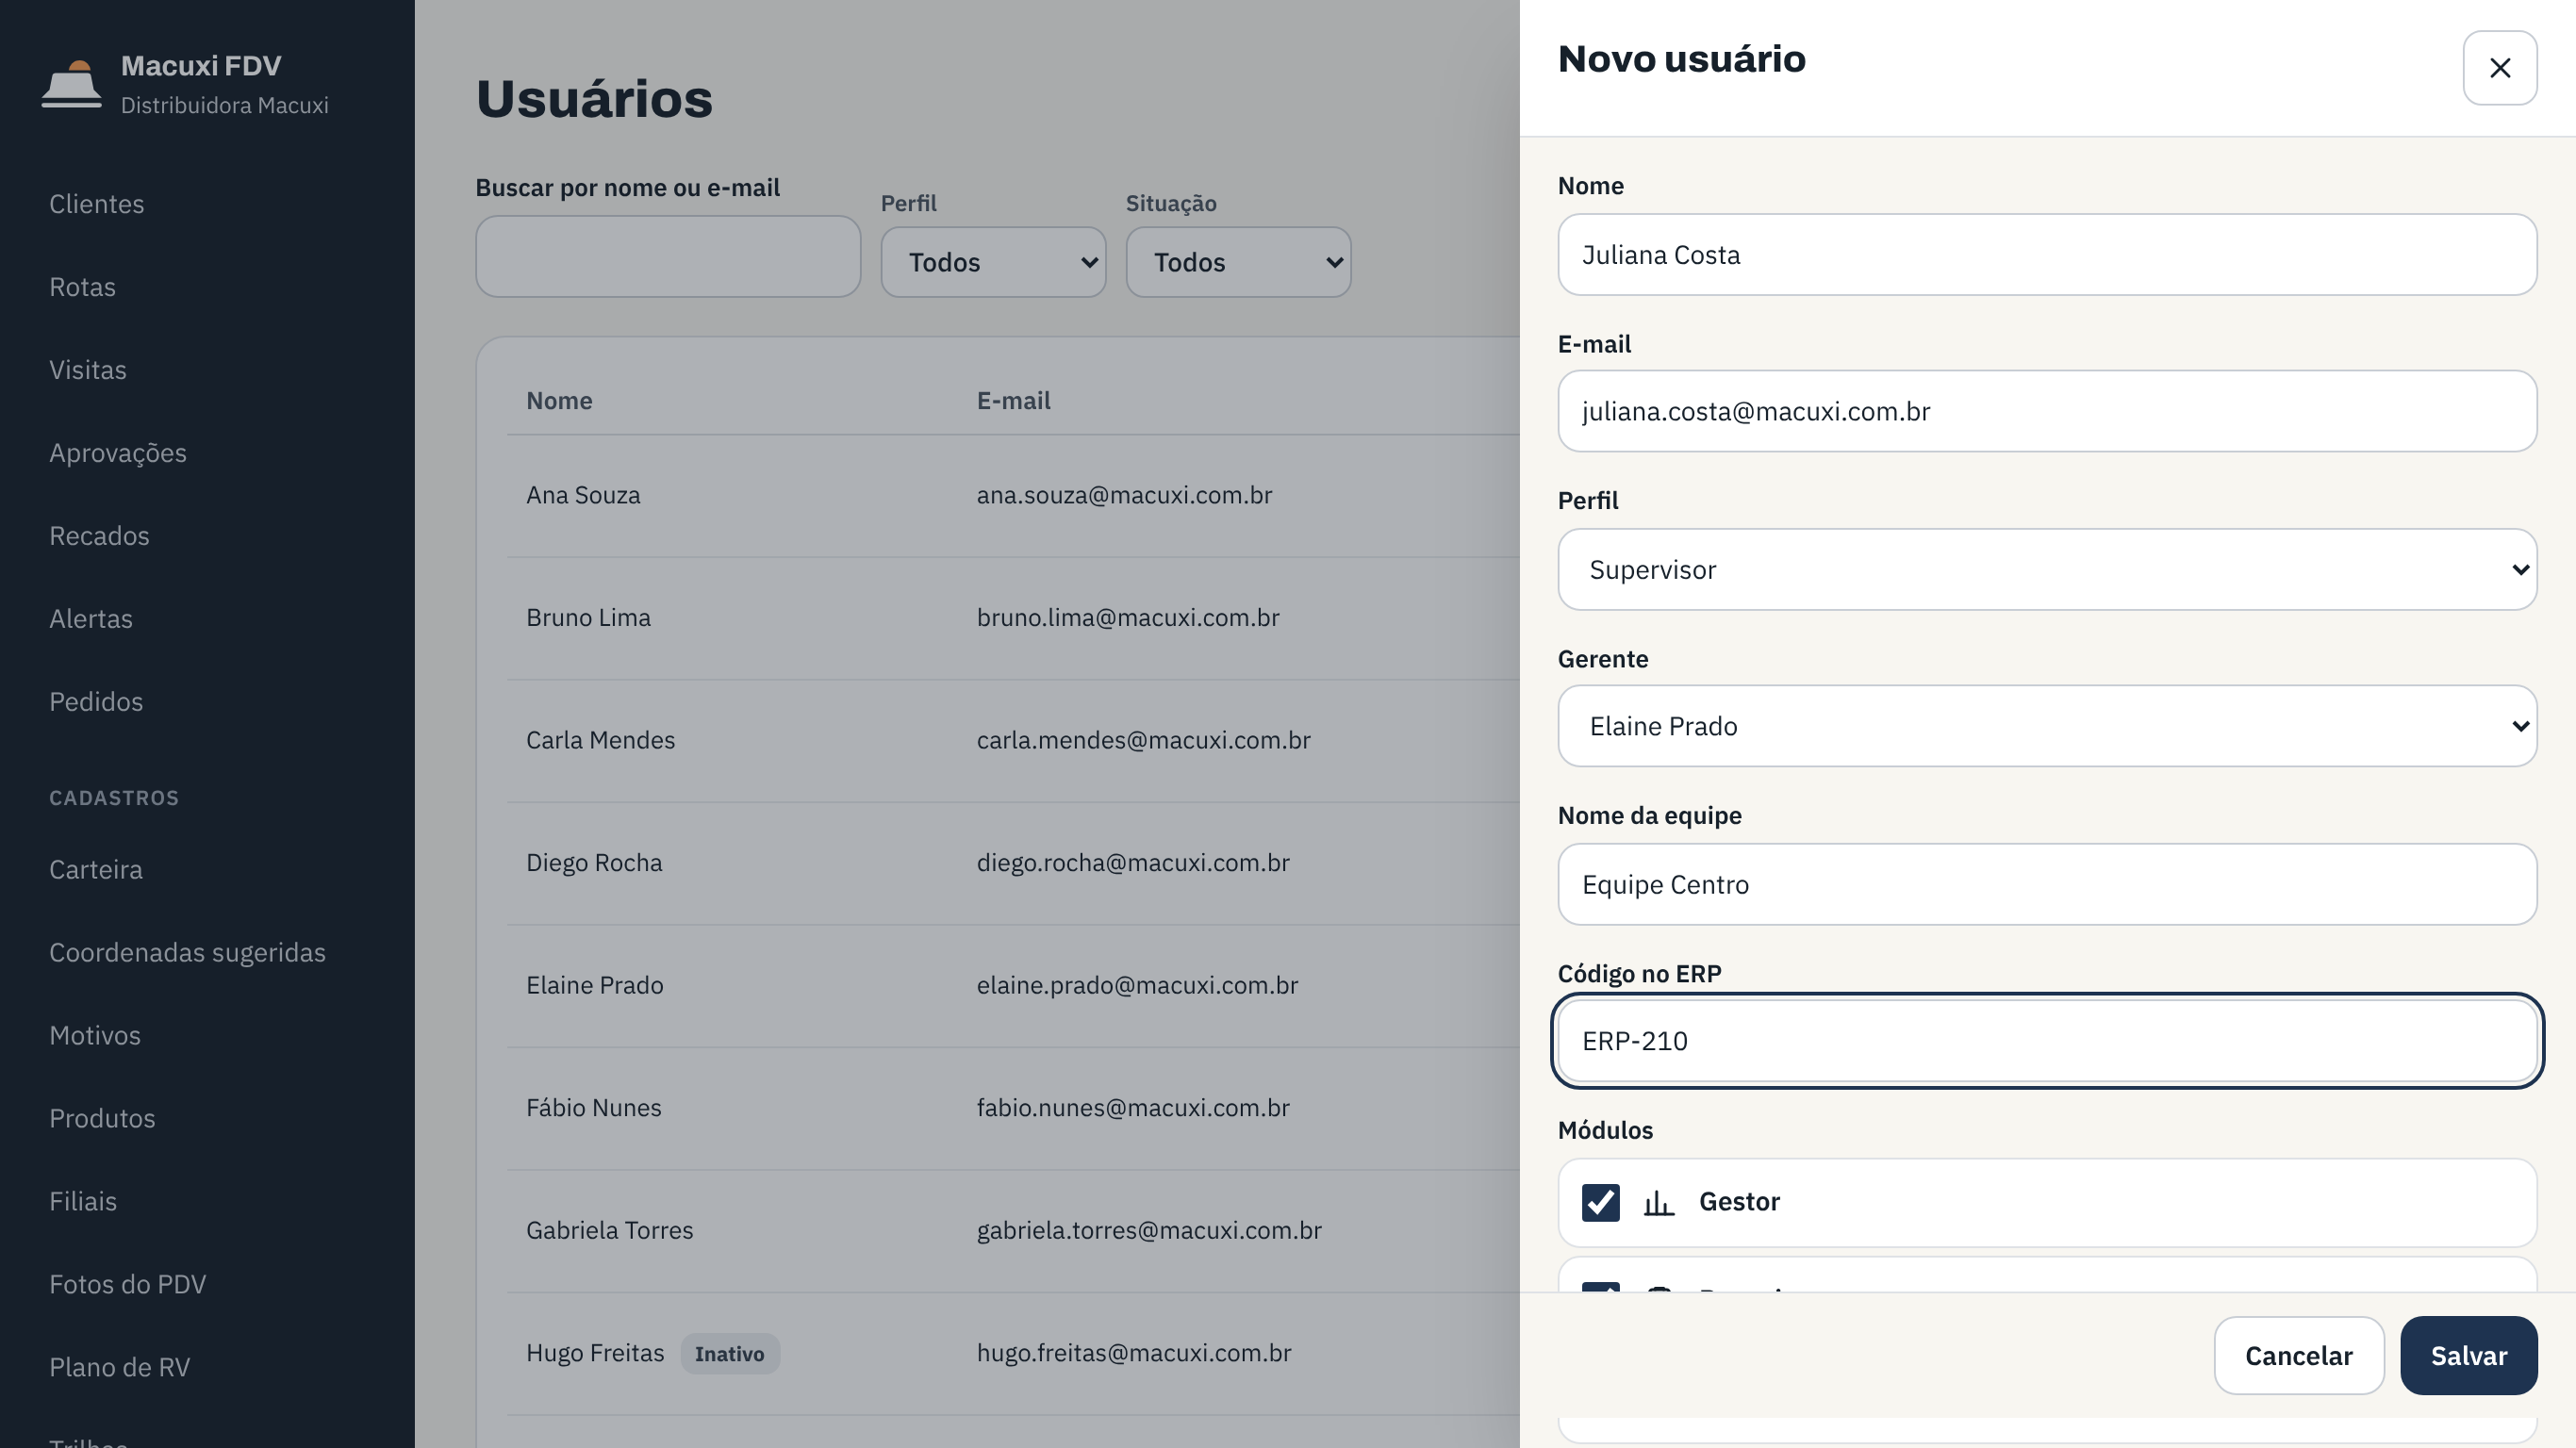 Macuxi FDV
Distribuidora Macuxi
Clientes
Rotas
Visitas
Aprovações
Recados
Alertas
Pedidos
CADASTROS
Carteira
Coordenadas sugeridas
Motivos
Produtos
Filiais
Fotos do PDV
Plano de RV
Usuários
Buscar por nome ou e-mail
Perfil
Situação
Todos
Todos
Nome E-mail
Ana Souza ana.souza@macuxi.com.br
Bruno Lima bruno.lima@macuxi.com.br
Carla Mendes carla.mendes@macuxi.com.br
Diego Rocha diego.rocha@macuxi.com.br
Elaine Prado elaine.prado@macuxi.com.br
Fábio Nunes fabio.nunes@macuxi.com.br
Gabriela Torres gabriela.torres@macuxi.com.br
Hugo Freitas Inativo hugo.freitas@macuxi.com.br
Novo usuário
Nome
Juliana Costa
E-mail
juliana.costa@macuxi.com.br
Perfil
Supervisor
Gerente
Elaine Prado
Nome da equipe
Equipe Centro
Código no ERP
ERP-210
Módulos
Gestor
Cancelar
Salvar